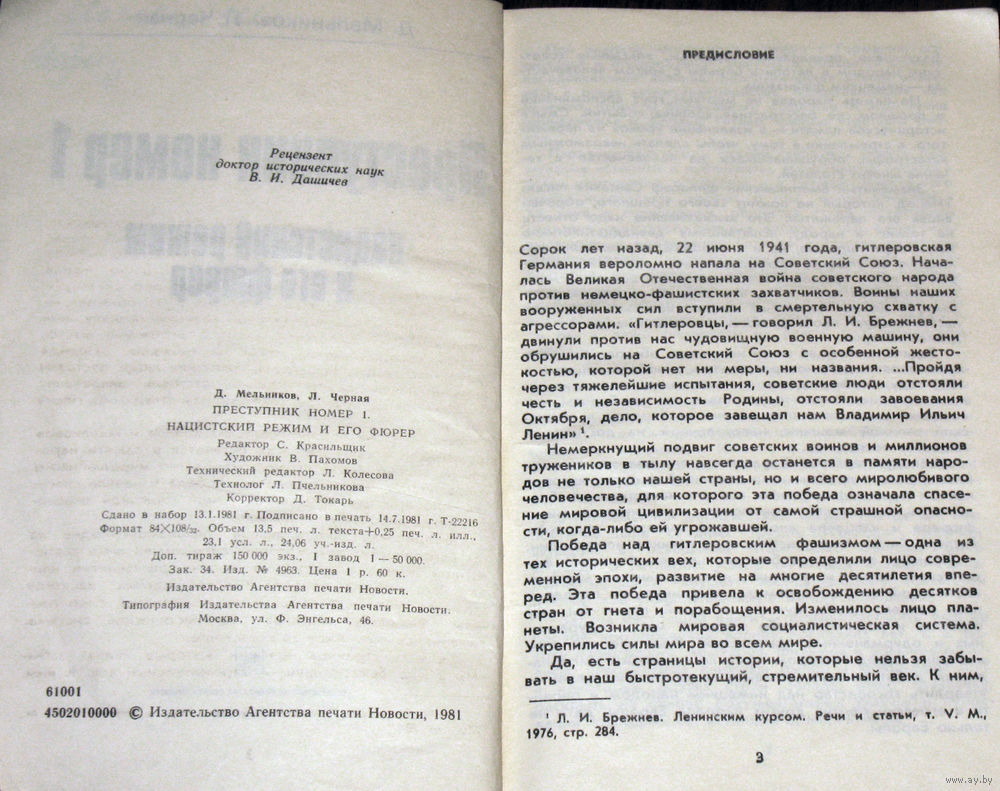 Рецензент
доктор исторических наук
В. И. Дашичев
Д. Мельников, Л. Черная
ПРЕСТУПНИК НОМЕР 1.
НАЦИСТСКИЙ РЕЖИМ И ЕГО ФЮРЕР
Редактор С. Красильщик
Художник В. Пахомов
Технический редактор Л. Колесова
Технолог Л. Пчельникова
Корректор Д. Токарь
Сдано в набор 13.1.1981 г. Подписано в печать 14.7.1981 г. Т-22216
Формат 84×108/32. Объем 13,5 печ. л. текста+0,25 печ. л. илл.,
23,1 усл. л., 24,06 уч.-изд. л.
Доп. тираж 150 000 экз., I завод 1—50 000.
Зак. 34. Изд. № 4963. Цена 1 р. 60 к.
Издательство Агентства печати Новости.
Типография Издательства Агентства печати Новости.
Москва, ул. Ф. Энгельса, 46.
61001
4502010000 © Издательство Агентства печати Новости, 1981
ПРЕДИСЛОВИЕ
Сорок лет назад, 22 июня 1941 года, гитлеровская
Германия вероломно напала на Советский Союз. Нача-
лась Великая Отечественная война советского народа
против немецко-фашистских захватчиков. Воины наших
вооруженных сил вступили в смертельную схватку с
агрессорами. «Гитлеровцы, — говорил Л. И. Брежнев, —
двинули против нас чудовищную военную машину, они
обрушились на Советский Союз с особенной жесто-
костью, которой нет ни меры, ни названия. ...Пройдя
через тяжелейшие испытания, советские люди отстояли
честь и независимость Родины, отстояли завоевания
Октября, дело, которое завещал нам Владимир Ильич
Ленин» ¹.
Немеркнущий подвиг советских воинов и миллионов
тружеников в тылу навсегда останется в памяти наро-
дов не только нашей страны, но и всего миролюбивого
человечества, для которого эта победа означала спасе-
ние мировой цивилизации от самой страшной опасно-
сти, когда-либо ей угрожавшей.
Победа над гитлеровским фашизмом — одна из
тех исторических вех, которые определили лицо совре-
менной эпохи, развитие на многие десятилетия впе-
ред. Эта победа привела к освобождению десятков
стран от гнета и порабощения. Изменилось лицо пла-
неты. Возникла мировая социалистическая система.
Укрепились силы мира во всем мире.
Да, есть страницы истории, которые нельзя забы-
вать в наш быстротекущий, стремительный век. К ним,
¹ Л. И. Брежнев. Ленинским курсом. Речи и статьи, т. V. М.,
1976, стр. 284.
3
www.ay.by